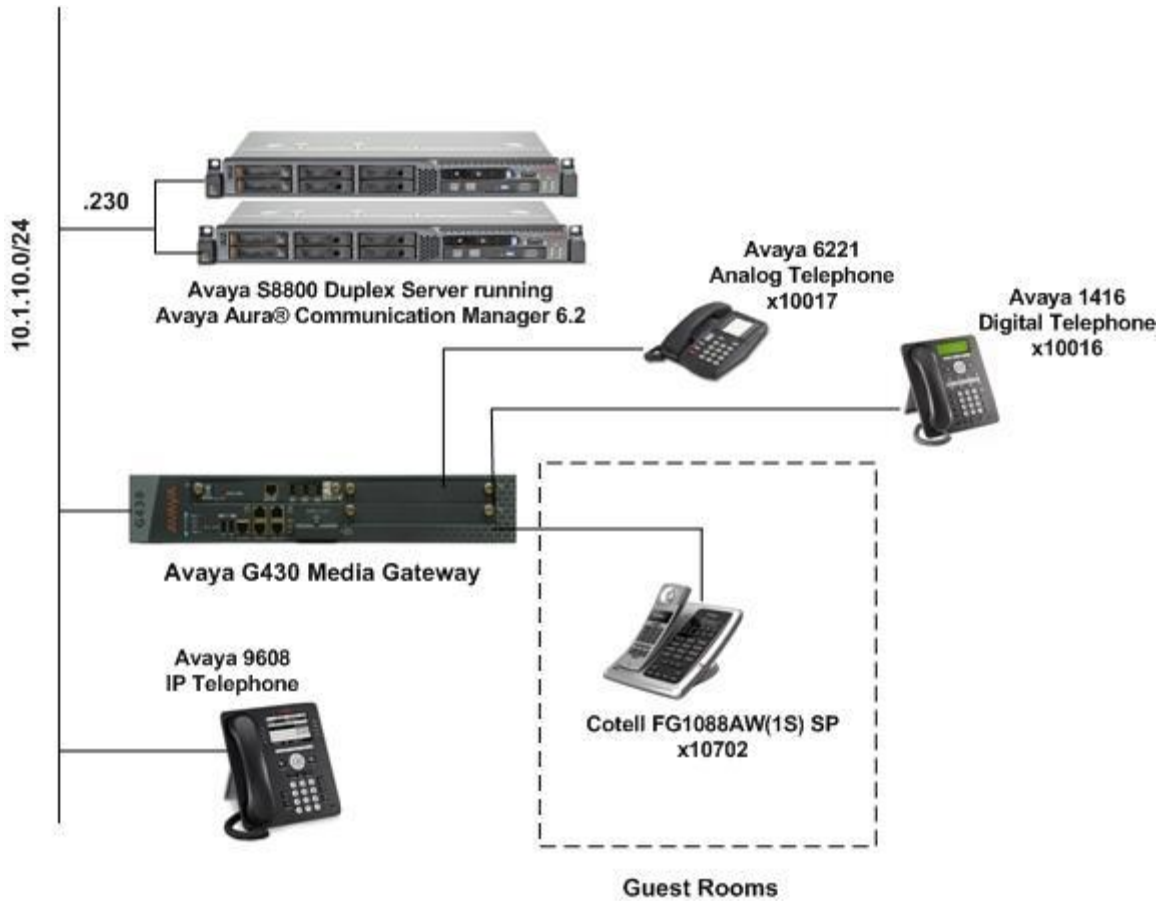 10.1.10.0/24
.230
Avaya S8800 Duplex Server running
Avaya Aura® Communication Manager 6.2
Avaya 6221
Analog Telephone
x10017
Avaya 1416
Digital Telephone
x10016
G430
AVAYA
Avaya G430 Media Gateway
Avaya 9608
IP Telephone
Cotell FG1088AW(1S) SP
x10702
Guest Rooms